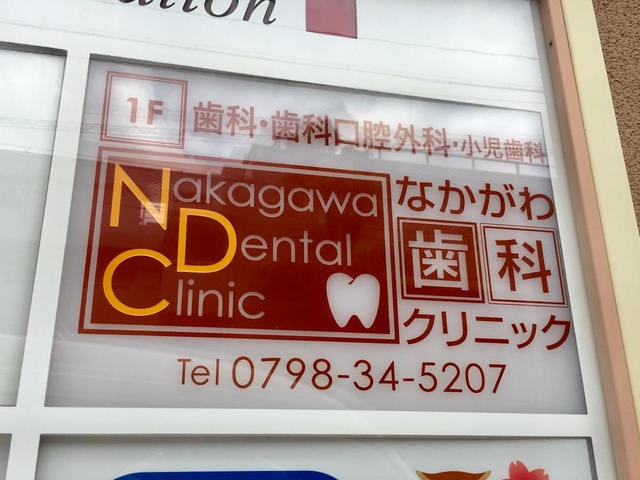 1F 歯科・歯科口腔外科・小児歯科
Nakagawa
Dental
Clinic
なかがわ
歯科
クリニック
Tel 0798-34-5207